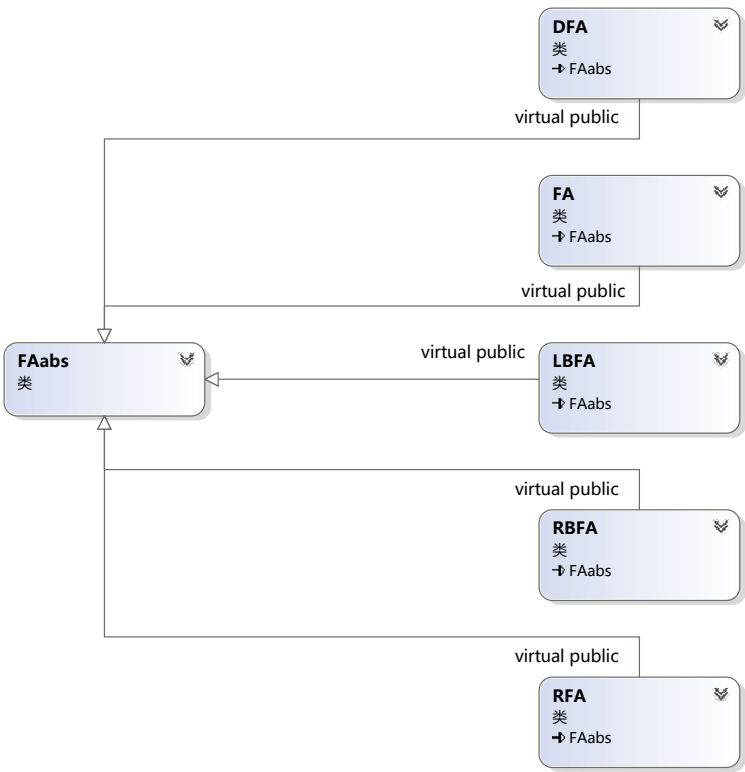 DFA
类
FAabs
virtual public
FA
类
FAabs
virtual public
FAabs
类
virtual public
LBFA
类
FAabs
virtual public
RBFA
类
FAabs
virtual public
RFA
类
FAabs